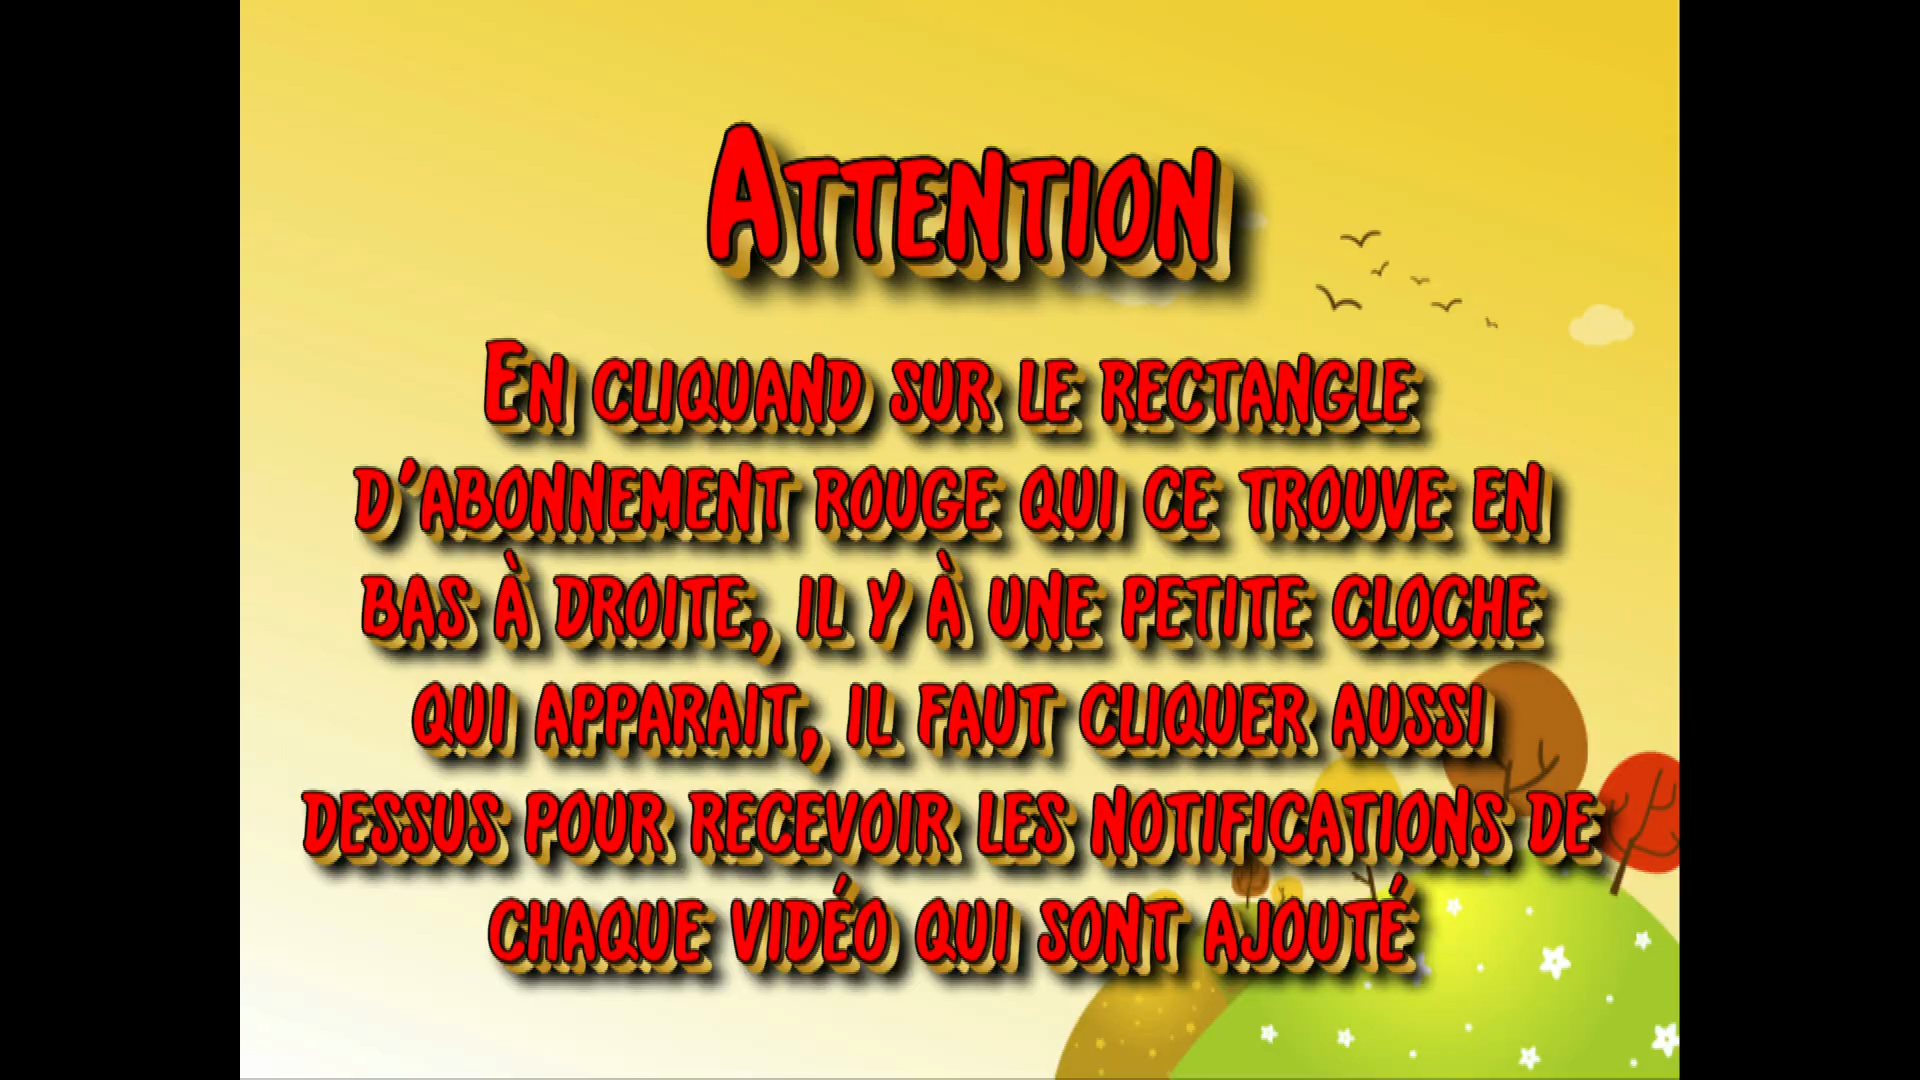 Attention
En cliquand sur le rectangle
d'abonnement rouge qui ce trouve en
bas à droite, il y à une petite cloche
qui apparait, il faut cliquer aussi
dessus pour recevoir les notifications de
chaque vidéo qui sont ajouté